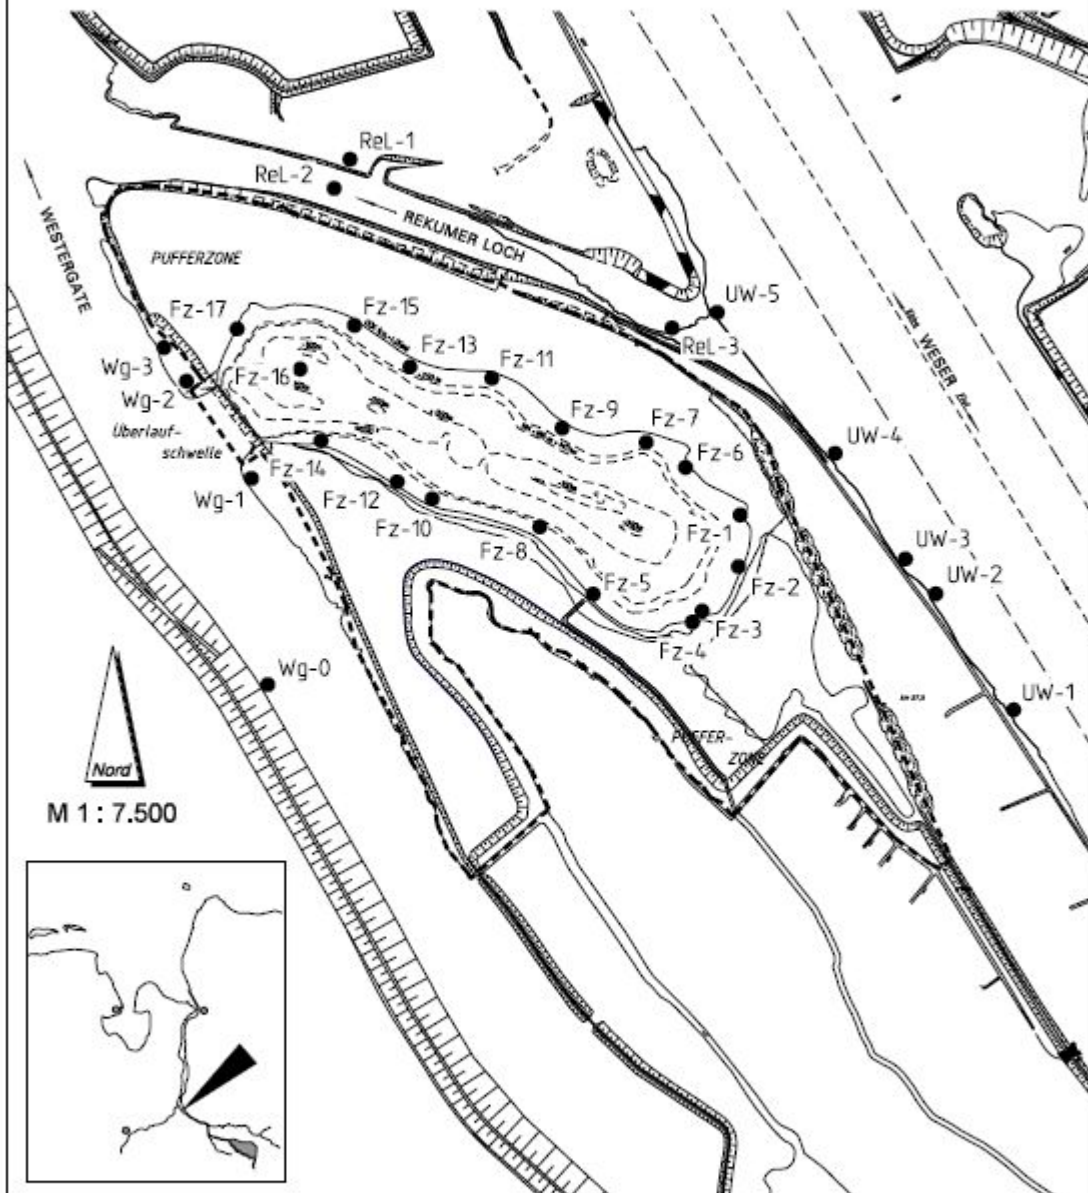 ReL-1
ReL-2
REKUMER LOCH
WESTERGATE
PUFFERZONE
UW-5
ReL-3
Fz-17
Fz-15
Fz-13
Fz-11
Wg-3
Fz-16
Wg-2
Fz-9
Fz-7
WESER
Überlauf-
schwelle
Fz-6
UW-4
Fz-14
Wg-1
Fz-12
Fz-10
Fz-1
Fz-8
UW-3
Fz-5
Fz-2
UW-2
Fz-3
Fz-4
Wg-0
UW-1
PUFFER-
ZONE
Nord
M 1 : 7.500